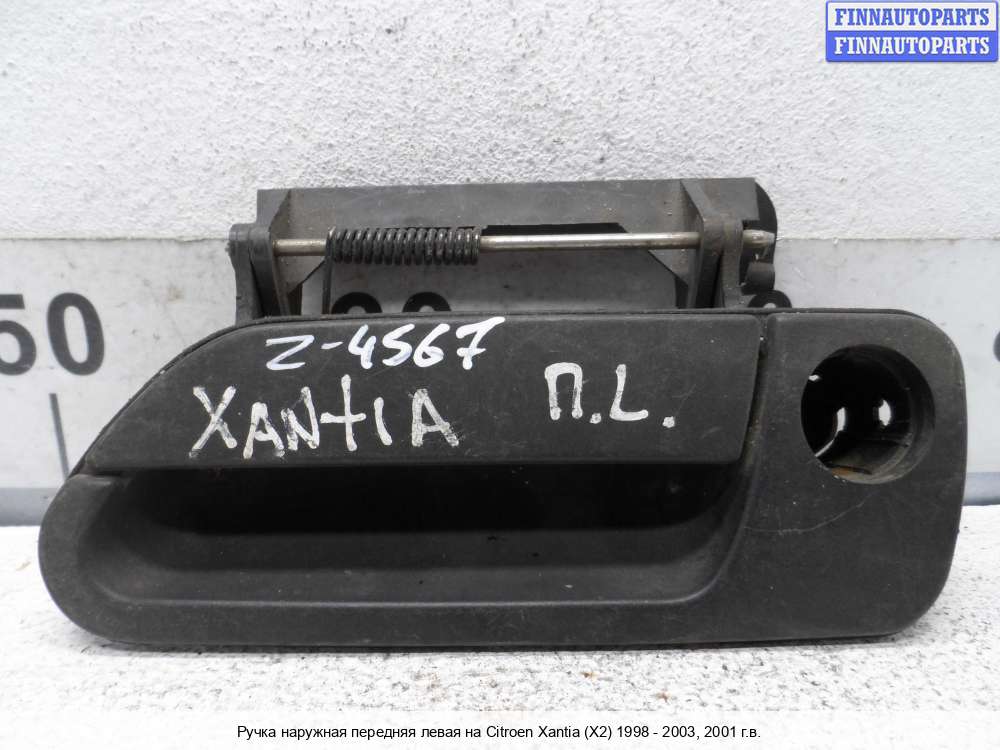 FINNAUTOPARTS
FINNAUTOPARTS
50
Z-4567
XANTIA П.L.
Ручка наружная передняя левая на Citroen Xantia (X2) 1998 - 2003, 2001 г.в.